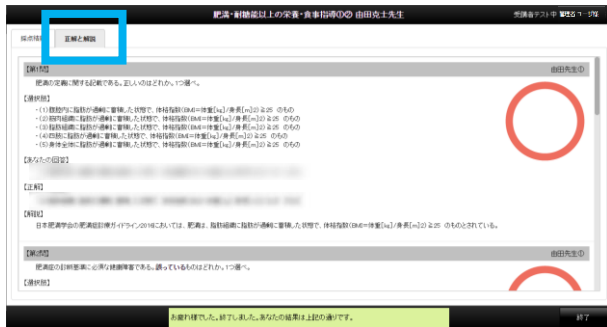 肥満・耐糖能以上の栄養・食事指導①② 由田克士先生
受講者テスト中
正解と解説
【第1問】 由田先生①
肥満の定義に関する記載である。正しいのはどれか。1つ選べ。
【選択肢】
・(1)腹腔内に脂肪が過剰に蓄積した状態で、体格指数(BMI=体重[kg]/身長[m]2)≧25 のもの
・(2)筋肉組織に脂肪が過剰に蓄積した状態で、体格指数(BMI=体重[kg]/身長[m]2)≧25 のもの
・(3)脂肪組織に脂肪が過剰に蓄積した状態で、体格指数(BMI=体重[kg]/身長[m]2)≧25 のもの
・(4)四肢に脂肪が過剰に蓄積した状態で、体格指数(BMI=体重[kg]/身長[m]2)≧25 のもの
・(5)身体全体に脂肪が過剰に蓄積した状態で、体格指数(BMI=体重[kg]/身長[m]2)≧25 のもの
【あなたの回答】
【正解】
【解説】
日本肥満学会の肥満症診療ガイドライン2016においては、肥満は、脂肪組織に脂肪が過剰に蓄積した状態で、体格指数(BMI=体重[kg]/身長[m]2)≧25 のものとされている。
【第2問】 由田先生①
肥満症の診断基準に必須な健康障害である。誤っているものはどれか。1つ選べ。
【選択肢】
お疲れ様でした。終了しました。あなたの結果は上記の通りです。
終了